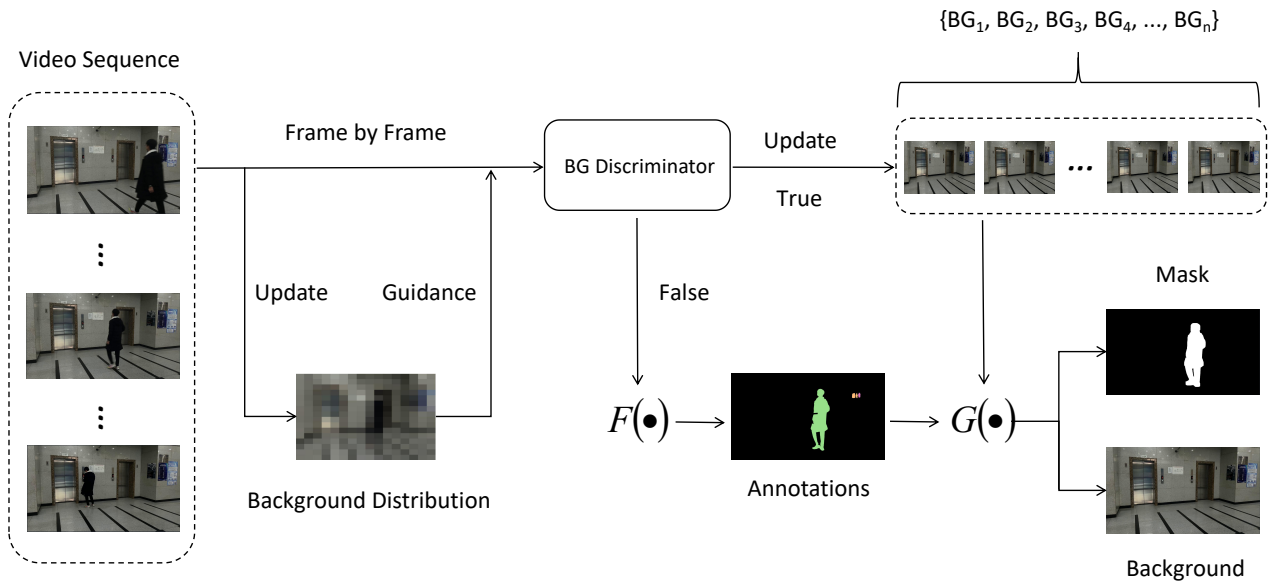 {BG₁, BG₂, BG₃, BG₄, ..., BGₙ}
Video Sequence
Frame by Frame
BG Discriminator
Update
True
...
...
Update
Guidance
False
Mask
...
F(•)
G(•)
Background Distribution
Annotations
Background